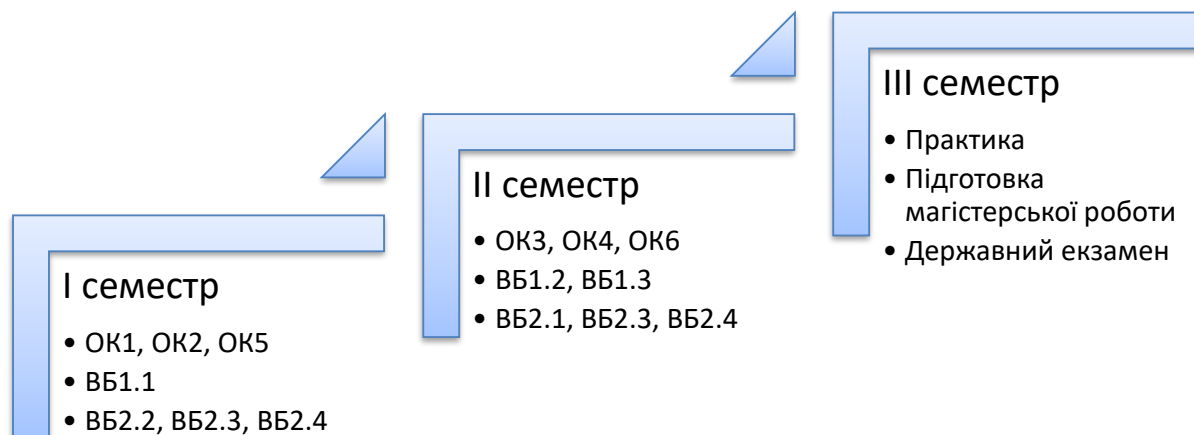 I семестр
• ОК1, ОК2, ОК5
• ВБ1.1
• ВБ2.2, ВБ2.3, ВБ2.4
II семестр
• ОК3, ОК4, ОК6
• ВБ1.2, ВБ1.3
• ВБ2.1, ВБ2.3, ВБ2.4
III семестр
• Практика
• Підготовка
магістерської роботи
• Державний екзамен